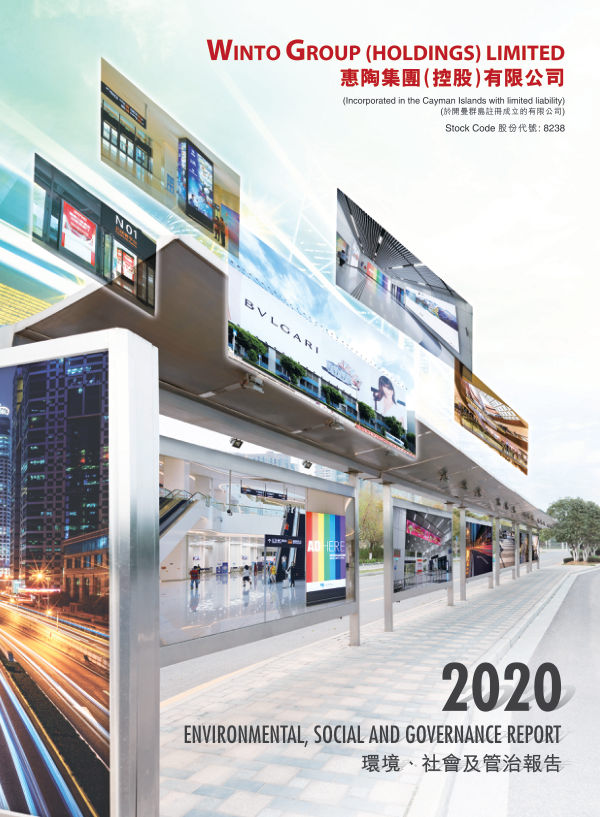 WINTO GROUP (HOLDINGS) LIMITED
惠陶集團(控股)有限公司
(Incorporated in the Cayman Islands with limited liability)
(於開曼群島註冊成立的有限公司)
Stock Code 股份代號: 8238
N01
BVLGARI
AD HERE
2020
ENVIRONMENTAL, SOCIAL AND GOVERNANCE REPORT
環境、社會及管治報告